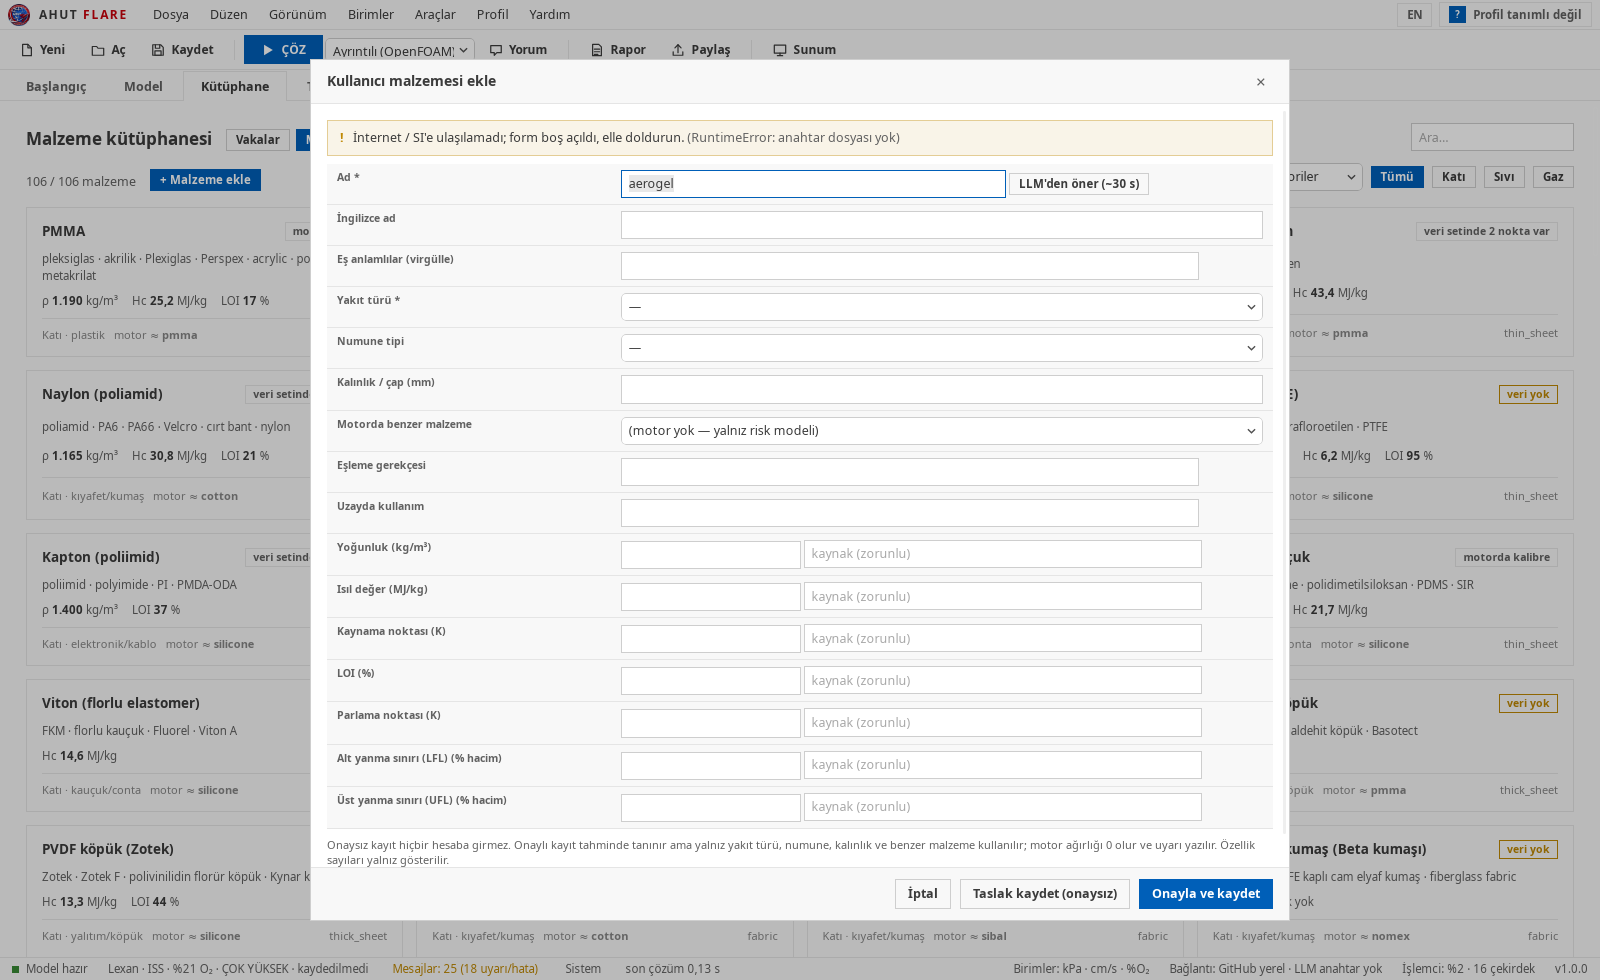 AHUT FLARE Dosya Düzen Görünüm Birimler Araçlar Profil Yardım EN ? Profil tanımlı değil
Yeni Aç Kaydet ÇÖZ Ayrıntılı (OpenFOAM) Yorum Rapor Paylaş Sunum
Başlangıç Model Kütüphane
Malzeme kütüphanesi Vakalar Ara...
106 / 106 malzeme + Malzeme ekle Tümü Katı Sıvı Gaz
Kullanıcı malzemesi ekle ×
! İnternet / SI'e ulaşılamadı; form boş açıldı, elle doldurun. (RuntimeError: anahtar dosyası yok)
Ad * aerogel LLM'den öner (~30 s)
İngilizce ad
Eş anlamlılar (virgülle)
Yakıt türü * —
Numune tipi —
Kalınlık / çap (mm)
Motorda benzer malzeme (motor yok — yalnız risk modeli)
Eşleme gerekçesi
Uzayda kullanım
Yoğunluk (kg/m³) kaynak (zorunlu)
Isıl değer (MJ/kg) kaynak (zorunlu)
Kaynama noktası (K) kaynak (zorunlu)
LOI (%) kaynak (zorunlu)
Parlama noktası (K) kaynak (zorunlu)
Alt yanma sınırı (LFL) (% hacim) kaynak (zorunlu)
Üst yanma sınırı (UFL) (% hacim) kaynak (zorunlu)
Onaysız kayıt hiçbir hesaba girmez. Onaylı kayıt tahminde tanınır ama yalnız yakıt türü, numune, kalınlık ve benzer malzeme kullanılır; motor ağırlığı 0 olur ve uyarı yazılır. Özellik
sayıları yalnız gösterilir.
İptal Taslak kaydet (onaysız) Onayla ve kaydet
PMMA
pleksiglas · akrilik · Plexiglas · Perspex · acrylic ·
metakrilat
ρ 1.190 kg/m³ Hc 25,2 MJ/kg LOI 17 %
Katı · plastik motor ≈ pmma
veri setinde 2 nokta var
Hc 43,4 MJ/kg
motor ≈ pmma thin_sheet
Naylon (poliamid)
poliamid · PA6 · PA66 · Velcro · cırt bant · nylon
ρ 1.165 kg/m³ Hc 30,8 MJ/kg LOI 21 %
Katı · kıyafet/kumaş motor ≈ cotton
veri yok
· PTFE
Hc 6,2 MJ/kg LOI 95 %
motor ≈ silicone thin_sheet
Kapton (poliimid)
poliimid · polyimide · PI · PMDA-ODA
ρ 1.400 kg/m³ LOI 37 %
Katı · elektronik/kablo motor ≈ silicone
motorda kalibre
· polidimetilsiloksan · PDMS · SIR
Hc 21,7 MJ/kg
motor ≈ silicone thin_sheet
Viton (florlu elastomer)
FKM · florlu kauçuk · Fluorel · Viton A
Hc 14,6 MJ/kg
Katı · kauçuk/conta motor ≈ silicone
veri yok
köpük · Basotect
motor ≈ pmma thick_sheet
PVDF köpük (Zotek)
Zotek · Zotek F · polivinilidin florür köpük · Kynar
Hc 13,3 MJ/kg LOI 44 %
Katı · yalıtım/köpük motor ≈ silicone thick_sheet
Katı · kıyafet/kumaş motor ≈ cotton fabric
Katı · kıyafet/kumaş motor ≈ sibal fabric
(Beta kumaşı) veri yok
kaplı cam elyaf kumaş · fiberglass fabric
yok
Katı · kıyafet/kumaş motor ≈ nomex fabric
Model hazır Lexan · ISS · %21 O₂ · ÇOK YÜKSEK · kaydedilmedi Mesajlar: 25 (18 uyarı/hata) Sistem son çözüm 0,13 s Birimler: kPa · cm/s · %O₂ Bağlantı: GitHub yerel · LLM anahtar yok İşlemci: %2 · 16 çekirdek v1.0.0